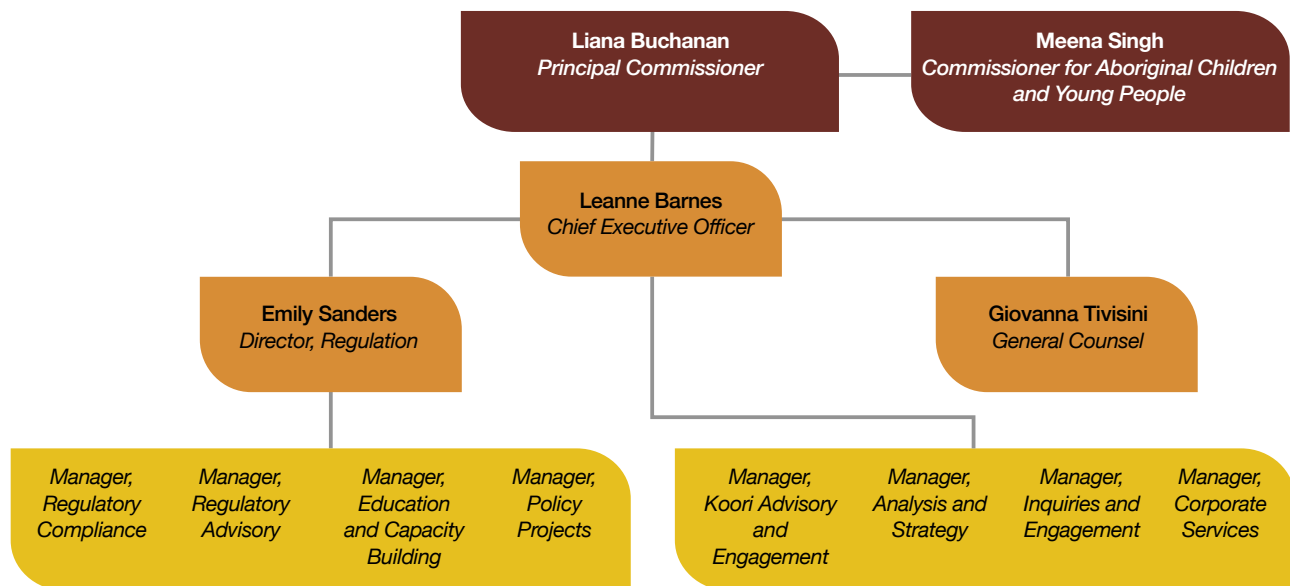 Liana Buchanan
Principal Commissioner
Meena Singh
Commissioner for Aboriginal Children
and Young People
Leanne Barnes
Chief Executive Officer
Emily Sanders
Director, Regulation
Giovanna Tivisini
General Counsel
Manager,
Regulatory
Compliance
Manager,
Regulatory
Advisory
Manager,
Education
and Capacity
Building
Manager,
Policy
Projects
Manager,
Koori Advisory
and
Engagement
Manager,
Analysis and
Strategy
Manager,
Inquiries and
Engagement
Manager,
Corporate
Services